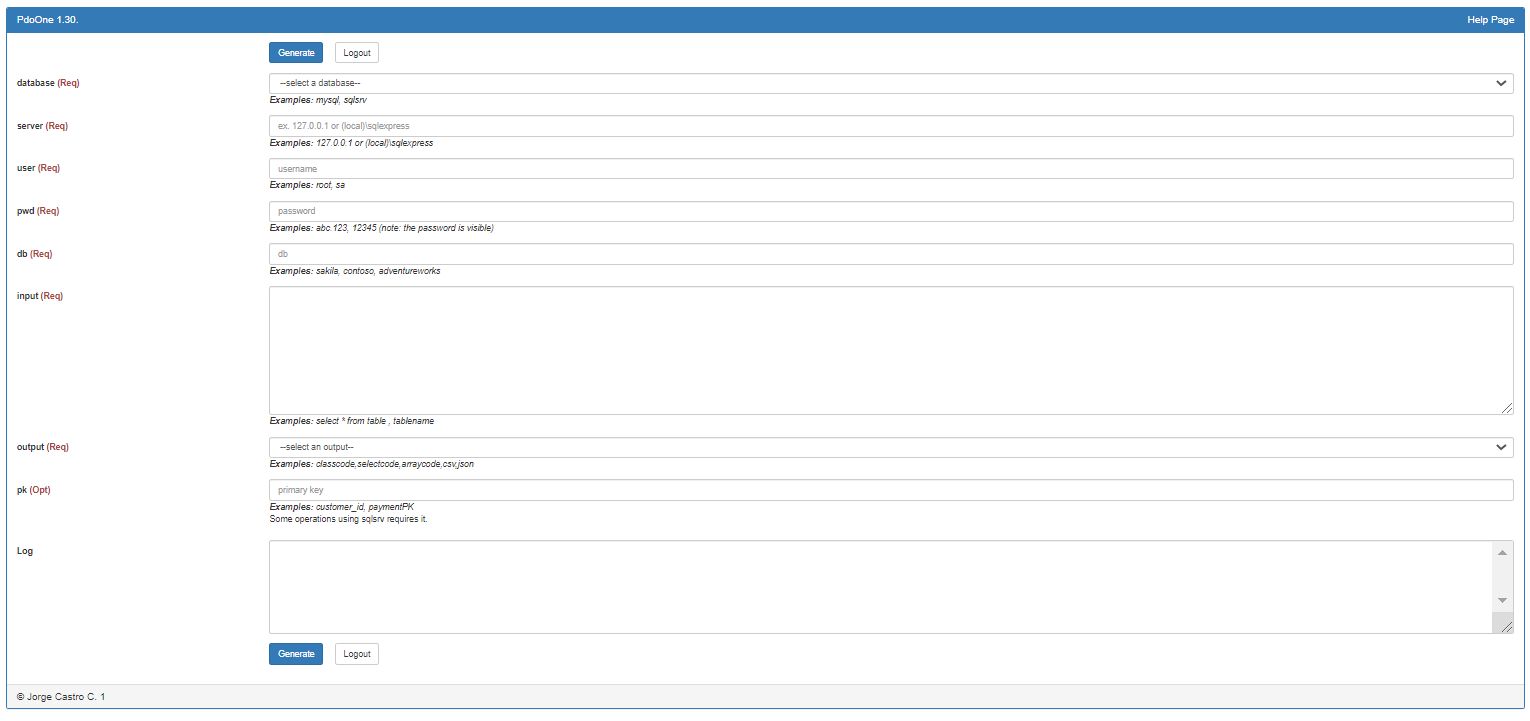 PdoOne 1.30. Help Page
Generate Logout
database (Req) --select a database--
Examples: mysql, sqlsrv
server (Req) ex. 127.0.0.1 or (local)\sqlexpress
Examples: 127.0.0.1 or (local)\sqlexpress
user (Req) username
Examples: root, sa
pwd (Req) password
Examples: abc.123, 12345 (note: the password is visible)
db (Req) db
Examples: sakila, contoso, adventureworks
input (Req)
Examples: select * from table , tablename
output (Req) --select an output--
Examples: classcode,selectcode,arraycode,csv,json
pk (Opt) primary key
Examples: customer_id, paymentPK
Some operations using sqlsrv requires it.
Log
Generate Logout
© Jorge Castro C. 1